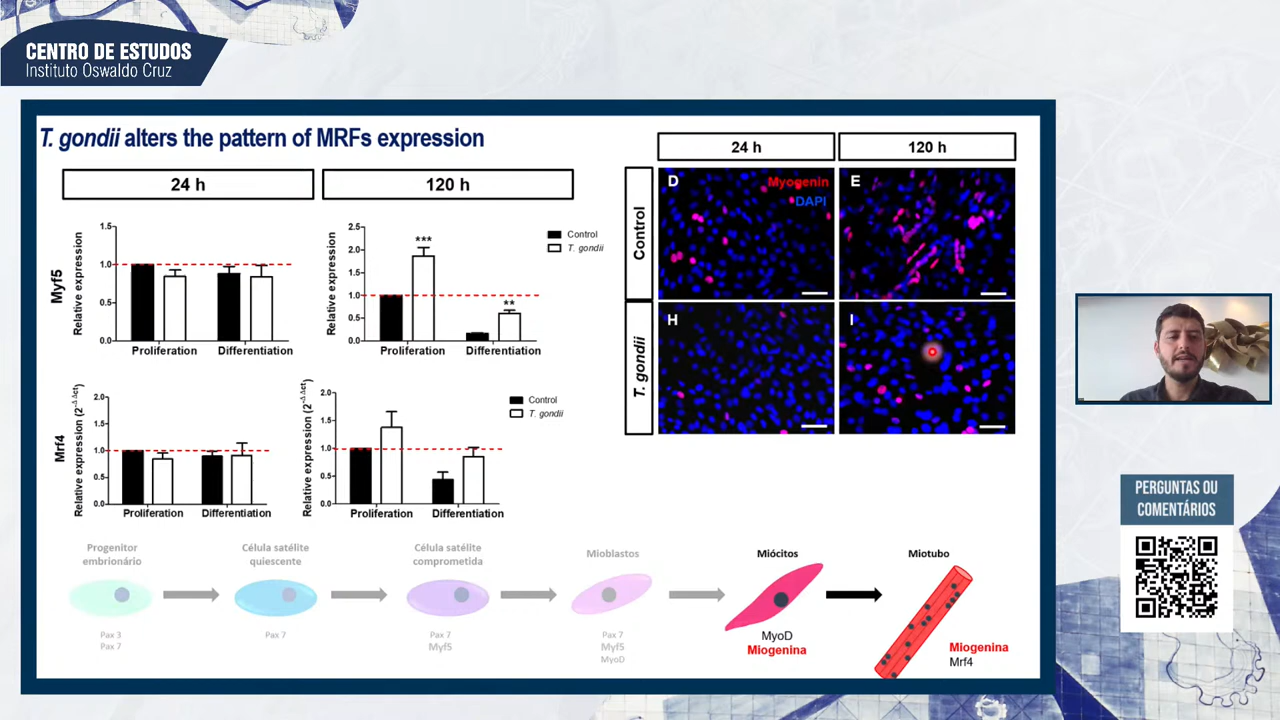 CENTRO DE ESTUDOS
Instituto Oswaldo Cruz
T. gondii alters the pattern of MRFs expression
24 h
120 h
Myf5
Relative expression
1.5
1.0
0.5
0.0
Proliferation
Differentiation
Relative expression
2.5
2.0
1.5
1.0
0.5
0.0
***
**
Proliferation
Differentiation
Control
T. gondii
Mrf4
Relative expression (2^-ΔΔct)
2.0
1.5
1.0
0.5
0.0
Proliferation
Differentiation
Relative expression (2^-ΔΔct)
2.0
1.5
1.0
0.5
0.0
Proliferation
Differentiation
Control
T. gondii
24 h
120 h
Control
T. gondii
D
Myogenin
DAPI
E
H
I
Progenitor
embrionário
Pax 3
Pax 7
Célula satélite
quiescente
Pax 7
Célula satélite
comprometida
Pax 7
Myf5
Mioblastos
Pax 7
Myf5
MyoD
Miócitos
MyoD
Miogenina
Miotubo
Miogenina
Mrf4
PERGUNTAS OU
COMENTÁRIOS